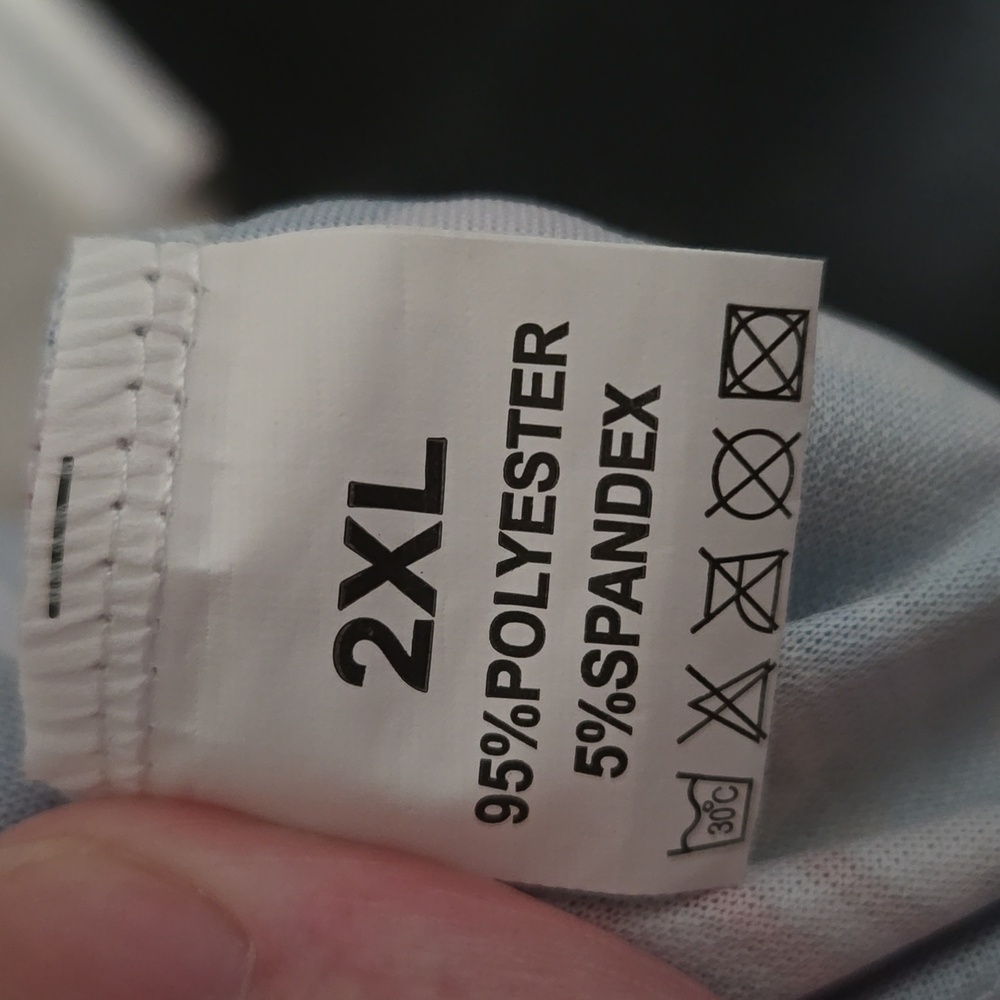 2XL
95%POLYESTER
5%SPANDEX
30°C